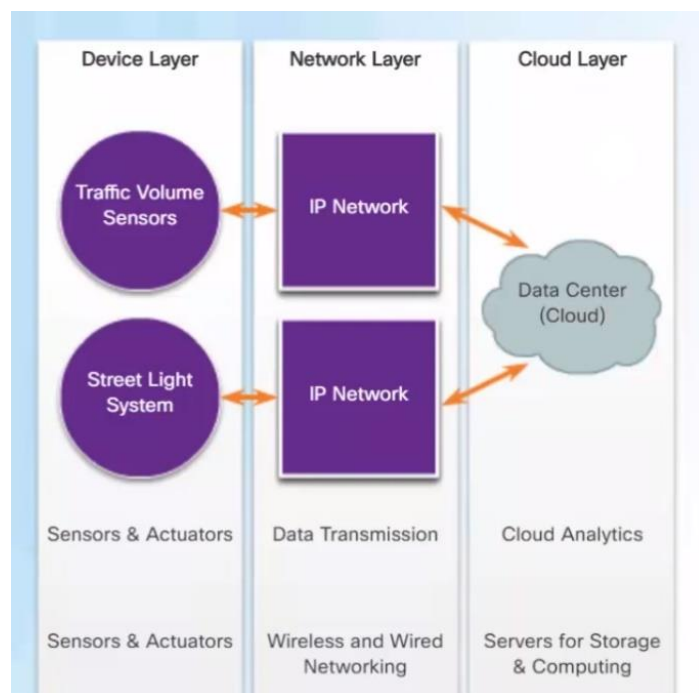 Device Layer
Network Layer
Cloud Layer
Traffic Volume
Sensors
IP Network
Data Center
(Cloud)
Street Light
System
IP Network
Sensors & Actuators
Data Transmission
Cloud Analytics
Sensors & Actuators
Wireless and Wired
Networking
Servers for Storage
& Computing